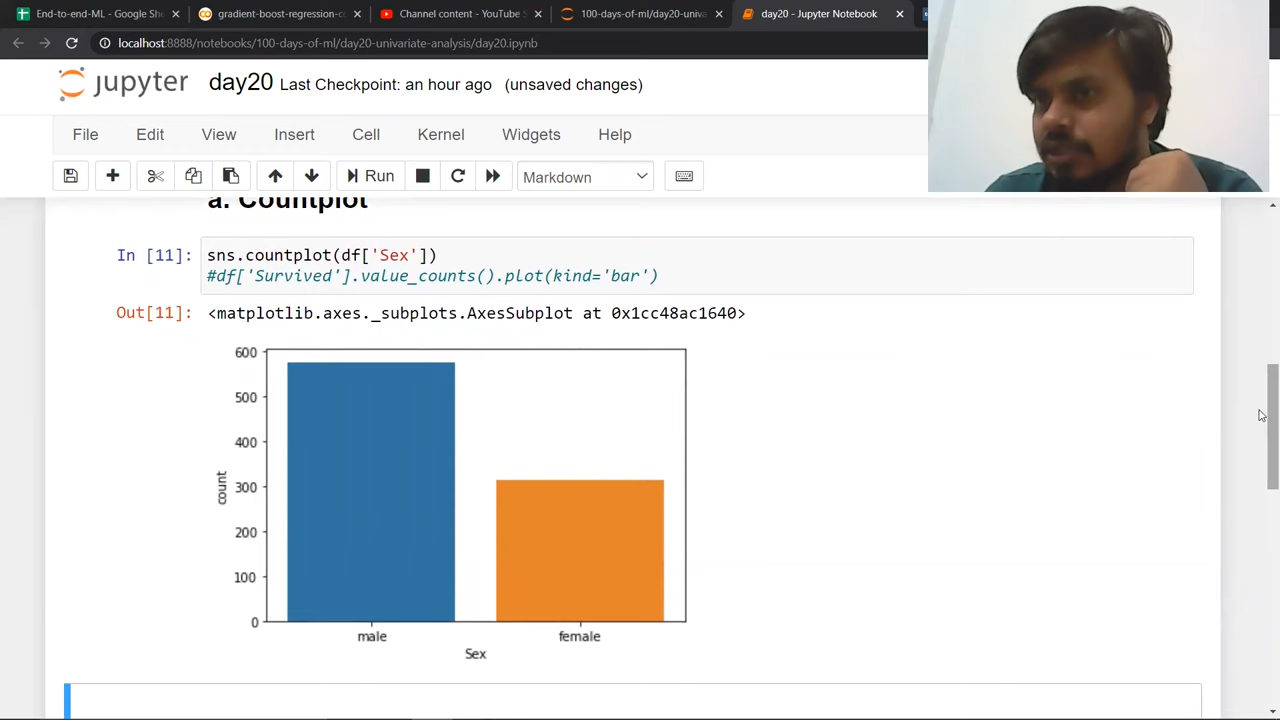 End-to-end-ML - Google She
gradient-boost-regression-c
Channel content - YouTube S
100-days-of-ml/day20-univa
day20 - Jupyter Notebook
localhost:8888/notebooks/100-days-of-ml/day20-univariate-analysis/day20.ipynb
jupyter day20 Last Checkpoint: an hour ago (unsaved changes)
File Edit View Insert Cell Kernel Widgets Help
Run Markdown
a. Countplot
In [11]: sns.countplot(df['Sex'])
#df['Survived'].value_counts().plot(kind='bar')
Out[11]: <matplotlib.axes._subplots.AxesSubplot at 0x1cc48ac1640>
600
500
400
300
200
100
0
count
male female
Sex